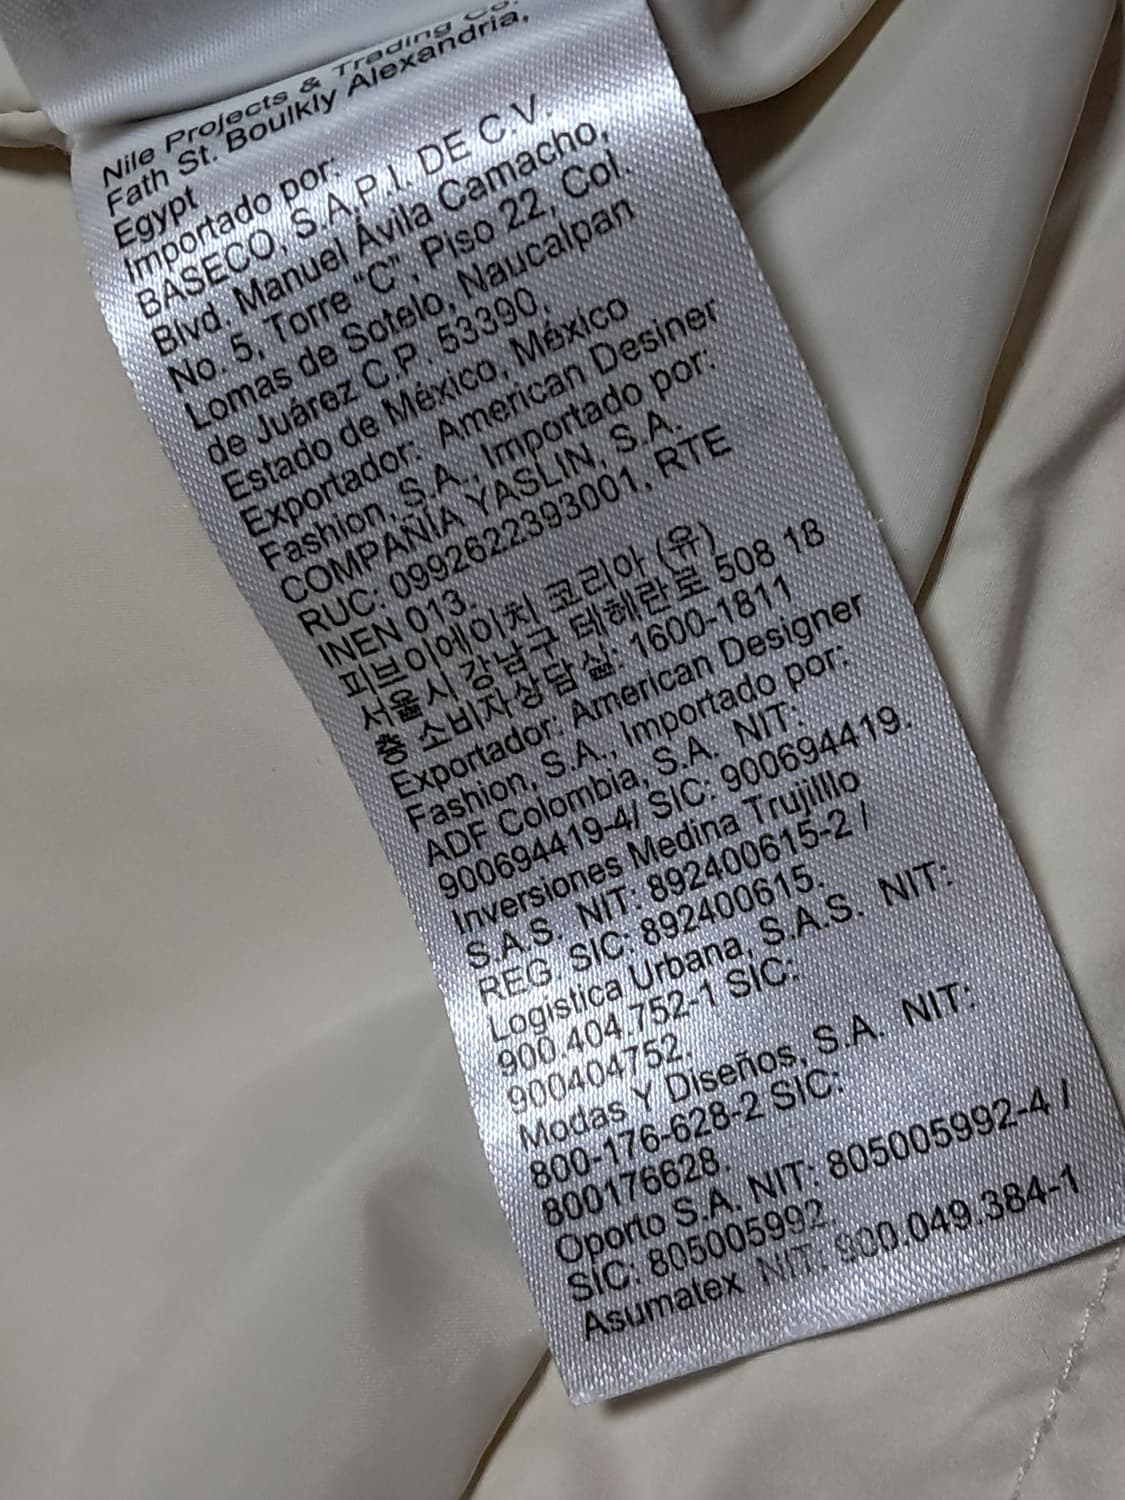 Nile Projects & Trading Co.
Fath St. Boulkly Alexandria,
Egypt
Importado por:
BASECO, S.A.P.I. DE C.V.
Blvd. Manuel Ávila Camacho,
No. 5, Torre "C", Piso 22, Col.
Lomas de Sotelo, Naucalpan
de Juárez C.P. 53390,
Estado de México, México
Exportador: American Desiner
Fashion, S.A., Importado por:
COMPAÑÍA YASLIN, S.A.
RUC: 0992622393001, RTE
INEN 013.
피브이에이치 코리아 (유)
서울시 강남구 테헤란로 508 18
층 소비자상담실: 1600-1811
Exportador: American Designer
Fashion, S.A., Importado por:
ADF Colombia, S.A. NIT:
900694419-4/ SIC: 900694419.
Inversiones Medina Trujilllo
S.A.S. NIT: 892400615-2 /
REG SIC: 892400615.
Logística Urbana, S.A.S. NIT:
900.404.752-1 SIC:
900404752.
Modas Y Diseños, S.A. NIT:
800-176-628-2 SIC:
800176628.
Oporto S.A. NIT: 805005992-4 /
SIC: 805005992.
Asumatex NIT: 900.049.384-1